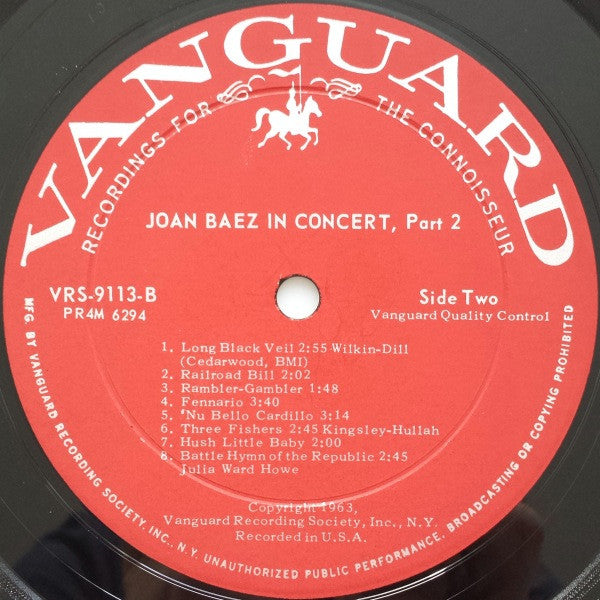 VANGUARD
RECORDINGS FOR THE CONNOISSEUR
JOAN BAEZ IN CONCERT, Part 2
VRS-9113-B
PR4M 6294
Side Two
Vanguard Quality Control
1. Long Black Veil 2:55 Wilkin-Dill
(Cedarwood, BMI)
2. Railroad Bill 2:02
3. Rambler-Gambler 1:48
4. Fennario 3:40
5. 'Nu Bello Cardillo 3:14
6. Three Fishers 2:45 Kingsley-Hullah
7. Hush Little Baby 2:00
8. Battle Hymn of the Republic 2:45
Julia Ward Howe
Copyright 1963,
Vanguard Recording Society, Inc., N.Y.
Recorded in U.S.A.
MFG. BY VANGUARD RECORDING SOCIETY, INC., N.Y. UNAUTHORIZED PUBLIC PERFORMANCE, BROADCASTING OR COPYING PROHIBITED